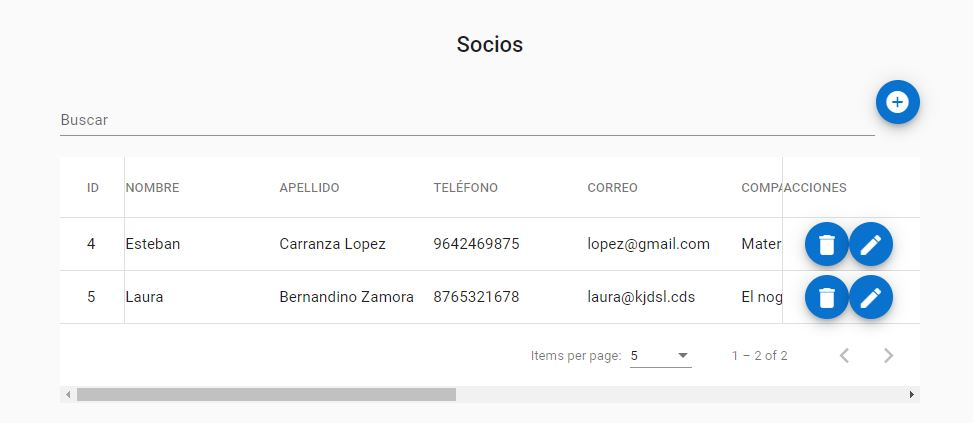 Socios
Buscar
ID NOMBRE APELLIDO TELÉFONO CORREO COMPA ACCIONES
4 Esteban Carranza Lopez 9642469875 lopez@gmail.com Mater
5 Laura Bernandino Zamora 8765321678 laura@kjdsl.cds El nog
Items per page: 5 1 – 2 of 2